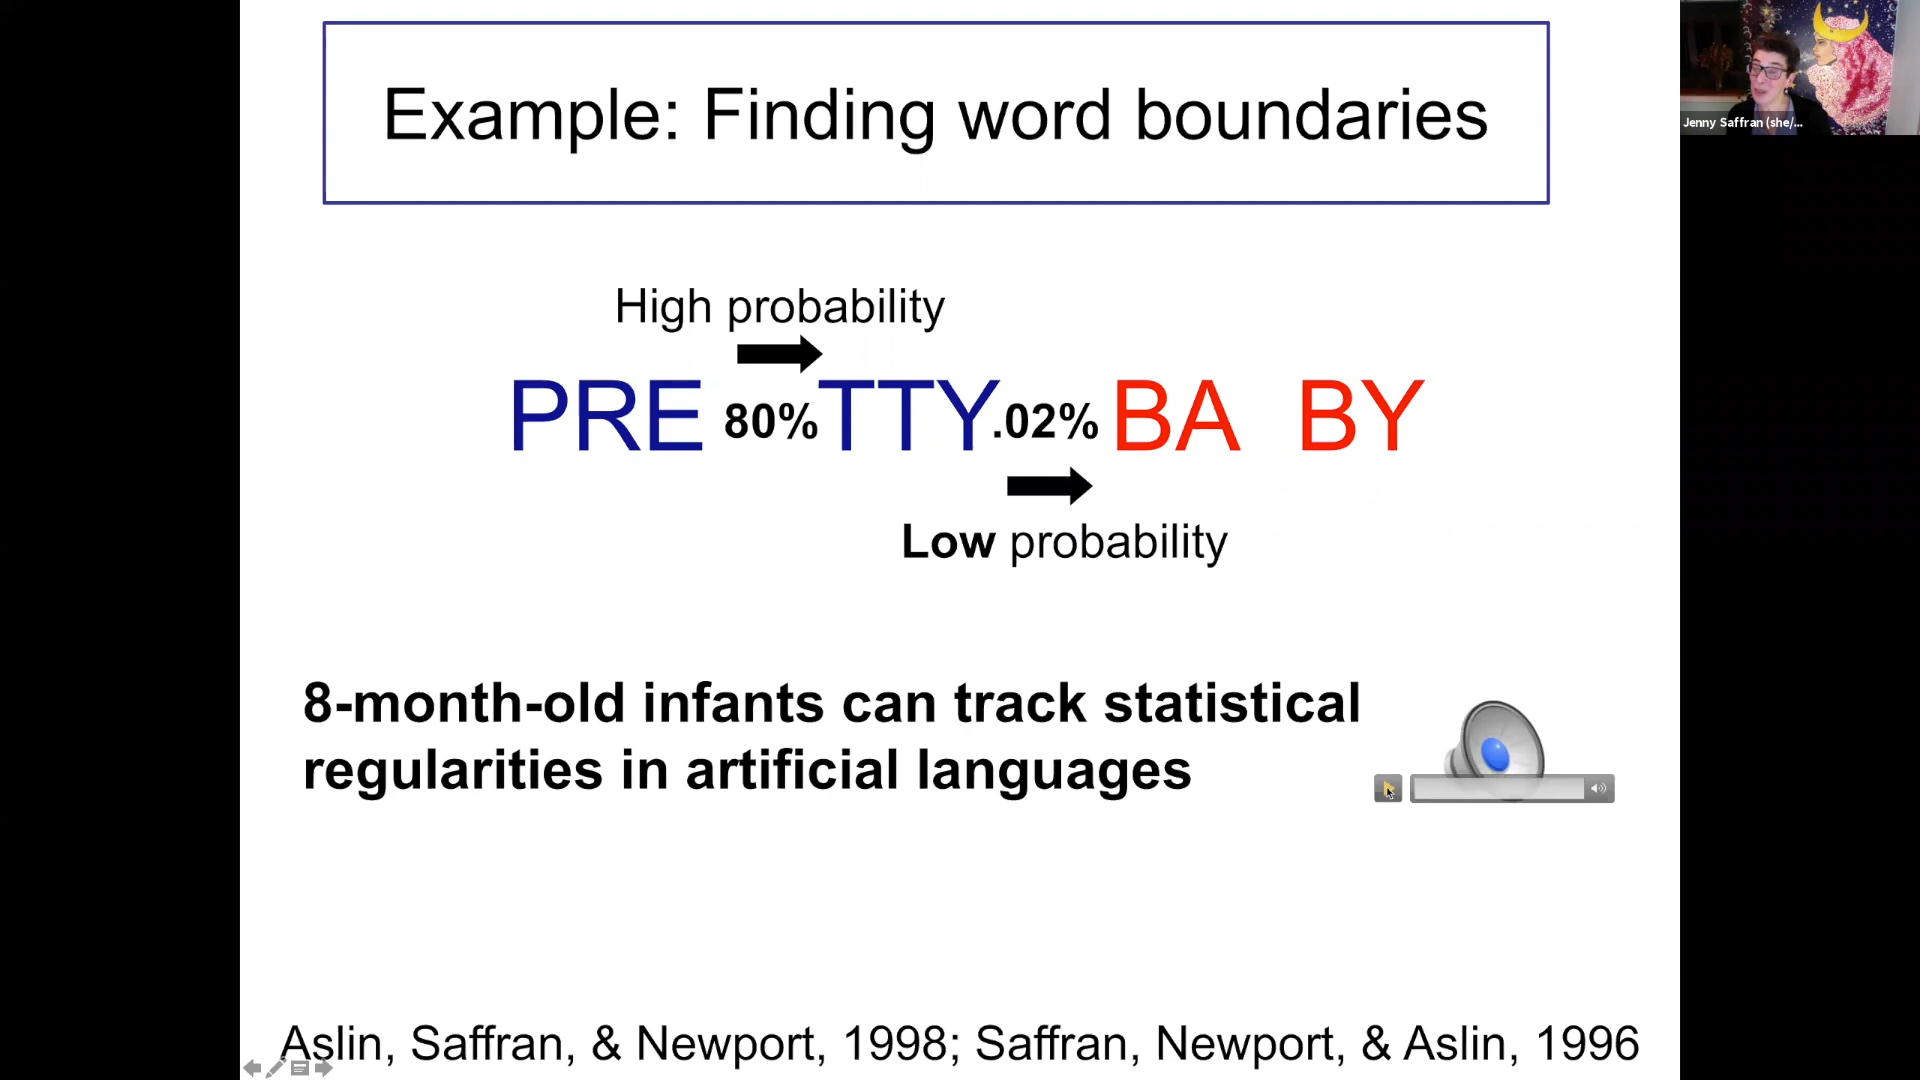 Example: Finding word boundaries
Jenny Saffran (she/...
High probability
PRE 80% TTY .02% BA BY
Low probability
8-month-old infants can track statistical
regularities in artificial languages
Aslin, Saffran, & Newport, 1998; Saffran, Newport, & Aslin, 1996